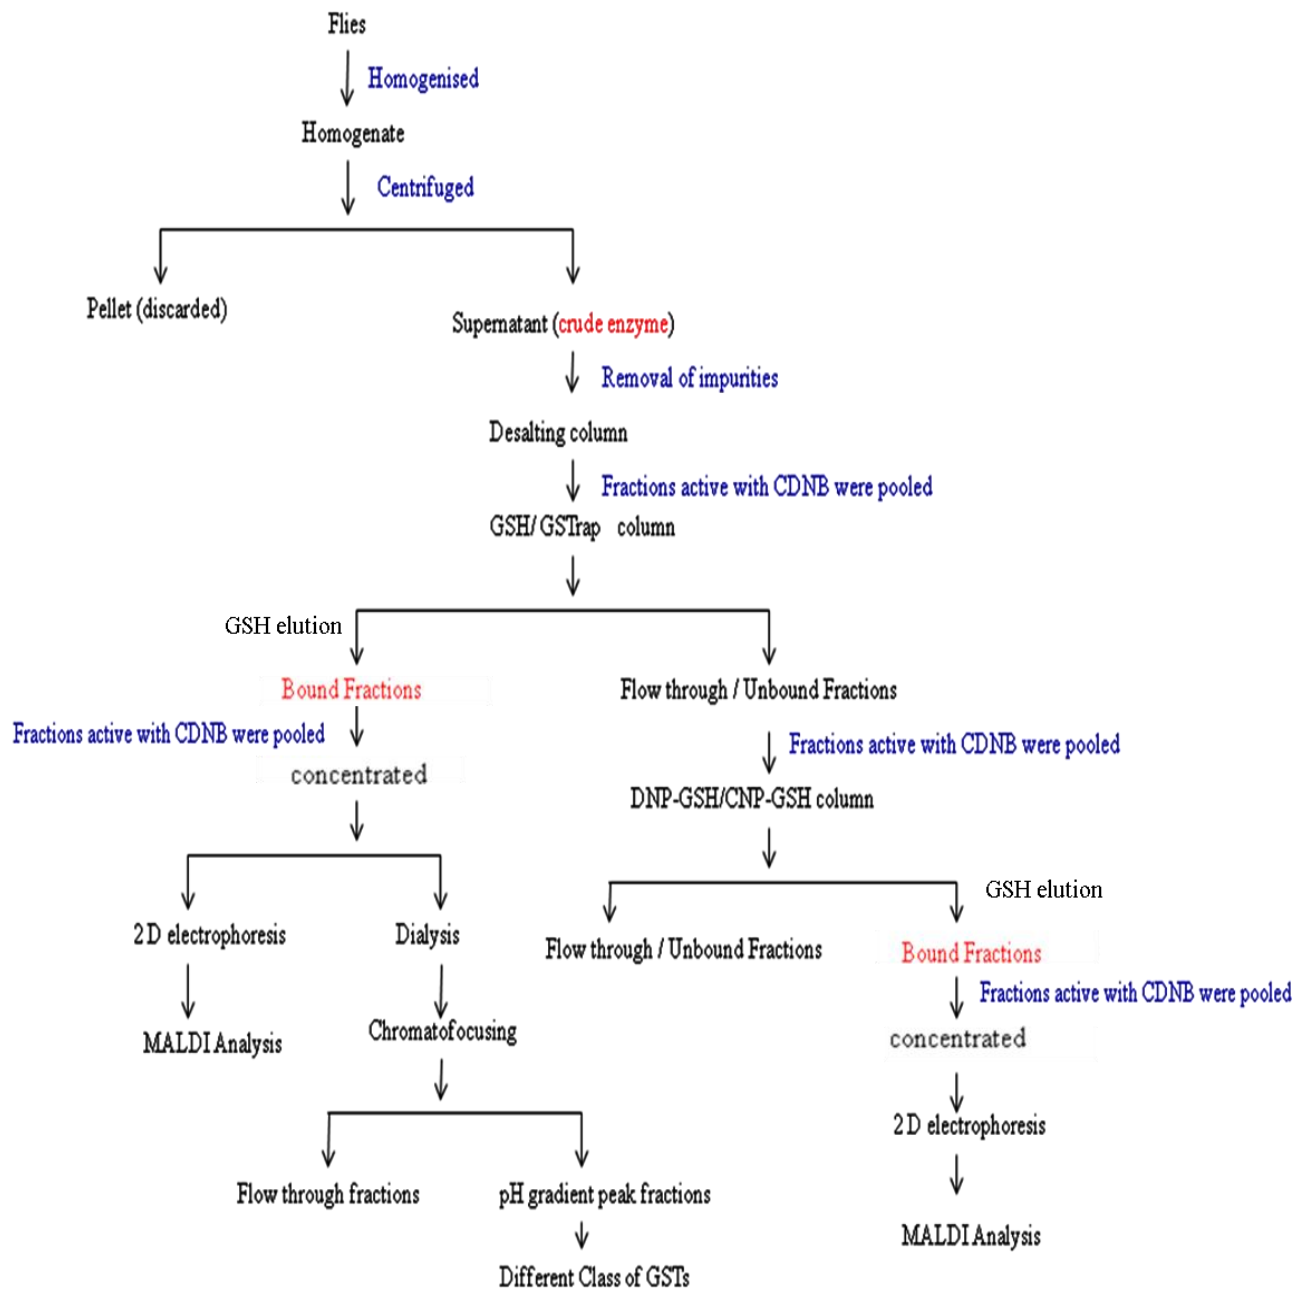 Flies
Homogenised
Homogenate
Centrifuged
Pellet (discarded)
Supernatant (crude enzyme)
Removal of impurities
Desalting column
Fractions active with CDNB were pooled
GSH/ GSTrap column
GSH elution
Bound Fractions
Flow through / Unbound Fractions
Fractions active with CDNB were pooled
Fractions active with CDNB were pooled
concentrated
DNP-GSH/CNP-GSH column
GSH elution
2D electrophoresis
Dialysis
Flow through / Unbound Fractions
Bound Fractions
Fractions active with CDNB were pooled
MALDI Analysis
Chromatofocusing
concentrated
2D electrophoresis
Flow through fractions
pH gradient peak fractions
MALDI Analysis
Different Class of GSTs